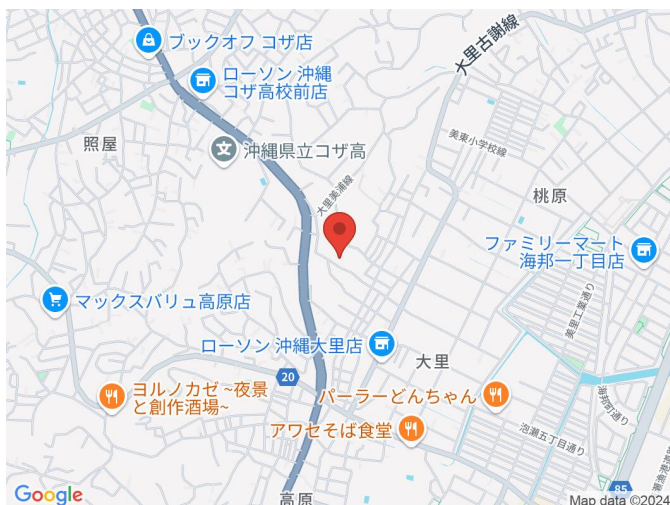 ブックオフ コザ店
ローソン 沖縄
コザ高校前店
大里古謝線
照屋
沖縄県立コザ高
美東小学校線
大里美浦線
桃原
ファミリーマート
海邦一丁目店
マックスバリュ高原店
美里工業通り
ローソン 沖縄大里店
大里
20
ヨルノカゼ ~夜景
と創作酒場~
パーラーどんちゃん
海邦町通り
アワセそば食堂
泡瀬五丁目通り
85
高原
Google
Map data ©2024